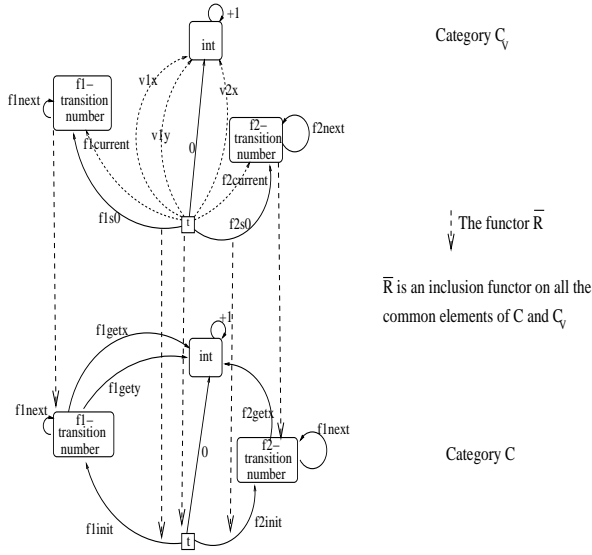 +1
int
Category C_V
v1x
v2x
f1next
f1-
transition
number
f2-
transition
number
f2next
v1y
f1current
0
f2current
f1s0
t
f2s0
The functor R̅
R̅ is an inclusion functor on all the
common elements of C and C_V
+1
f1getx
int
f1gety
f1next
f1-
transition
number
f2getx
f1next
f2-
transition
number
0
Category C
f1init
t
f2init